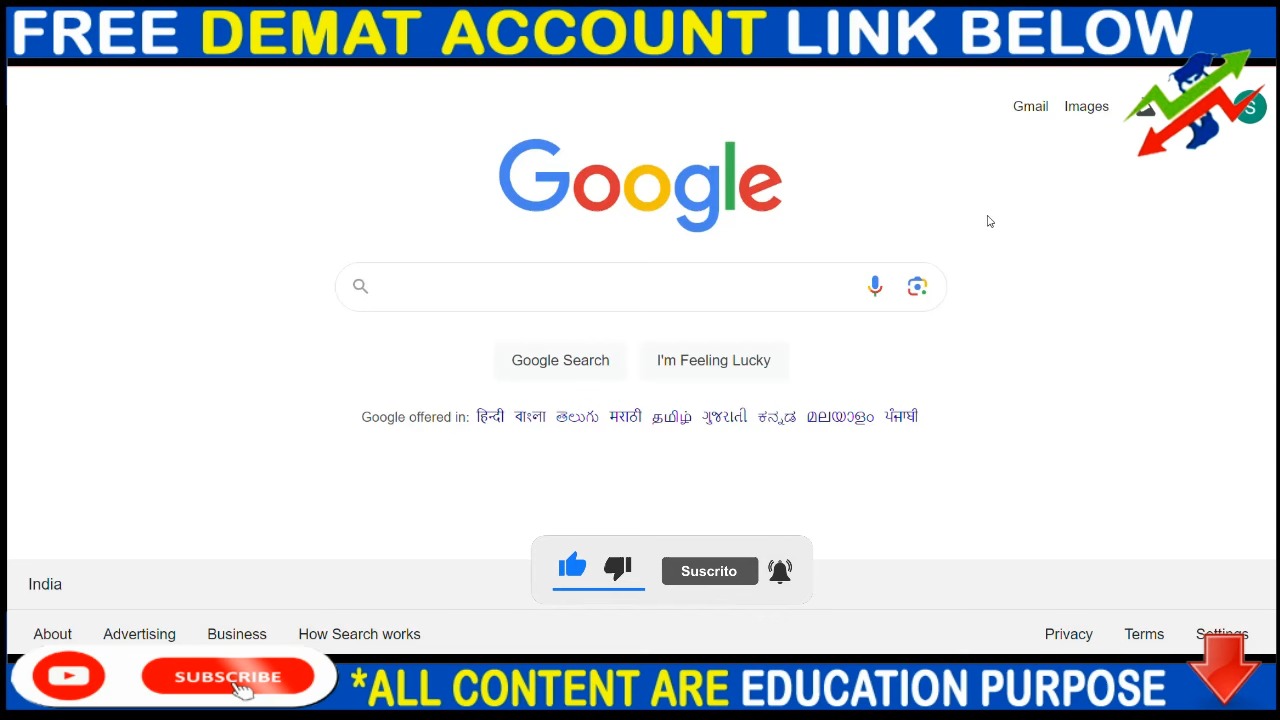 FREE DEMAT ACCOUNT LINK BELOW
Gmail Images S
Google
Google Search I'm Feeling Lucky
Google offered in: हिन्दी বাংলা తెలుగు मराठी தமிழ் ગુજરાતી ಕನ್ನಡ മലയാളം ਪੰਜਾਬੀ
Suscrito
India
About Advertising Business How Search works Privacy Terms Settings
SUBSCRIBE
*ALL CONTENT ARE EDUCATION PURPOSE